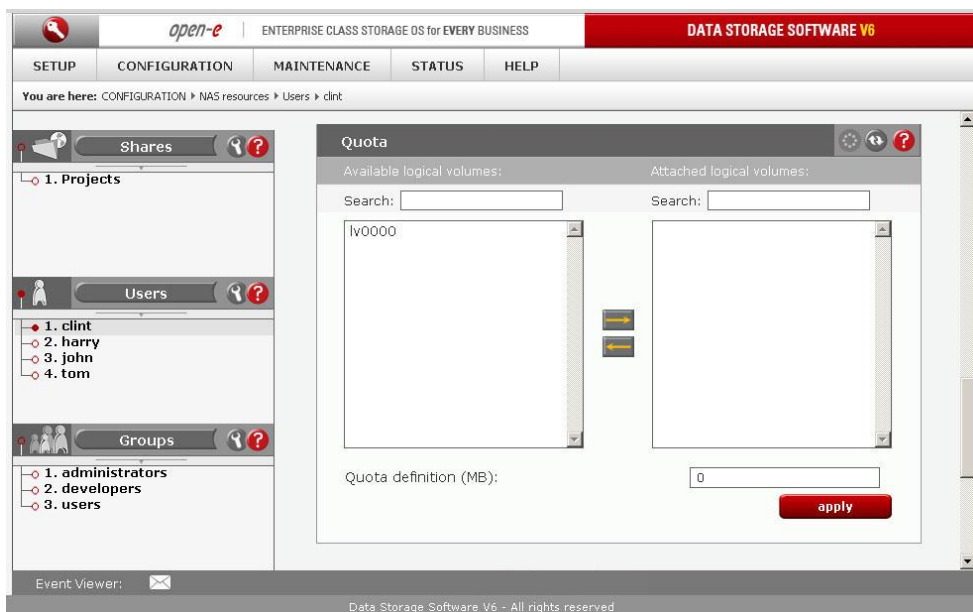 open-e
ENTERPRISE CLASS STORAGE OS for EVERY BUSINESS
DATA STORAGE SOFTWARE V6
SETUP CONFIGURATION MAINTENANCE STATUS HELP
You are here: CONFIGURATION NAS resources Users clint
Shares
1. Projects
Users
1. clint
2. harry
3. john
4. tom
Groups
1. administrators
2. developers
3. users
Quota
Available logical volumes: Attached logical volumes:
Search: Search:
lv0000
Quota definition (MB): 0
apply
Event Viewer:
Data Storage Software V6 - All rights reserved